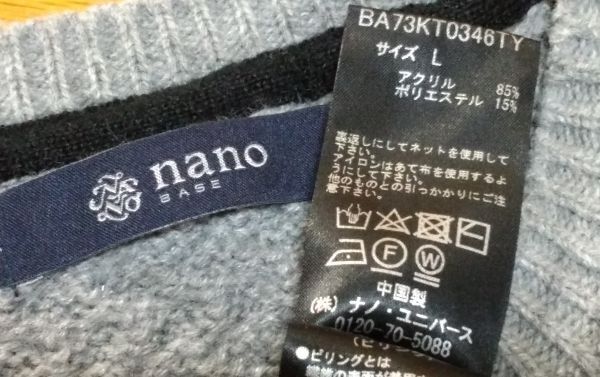 nano
BASE
BA73KT0346TY
サイズ L
アクリル 85%
ポリエステル 15%
裏返しにしてネットを使用して
下さい。
アイロンはあて布を使用するよ
うにして下さい。
他のものとの引っかかりにご注
意下さい。
F W
中国製
(株) ナノ・ユニバース
0120-70-5088
●ピリングとは